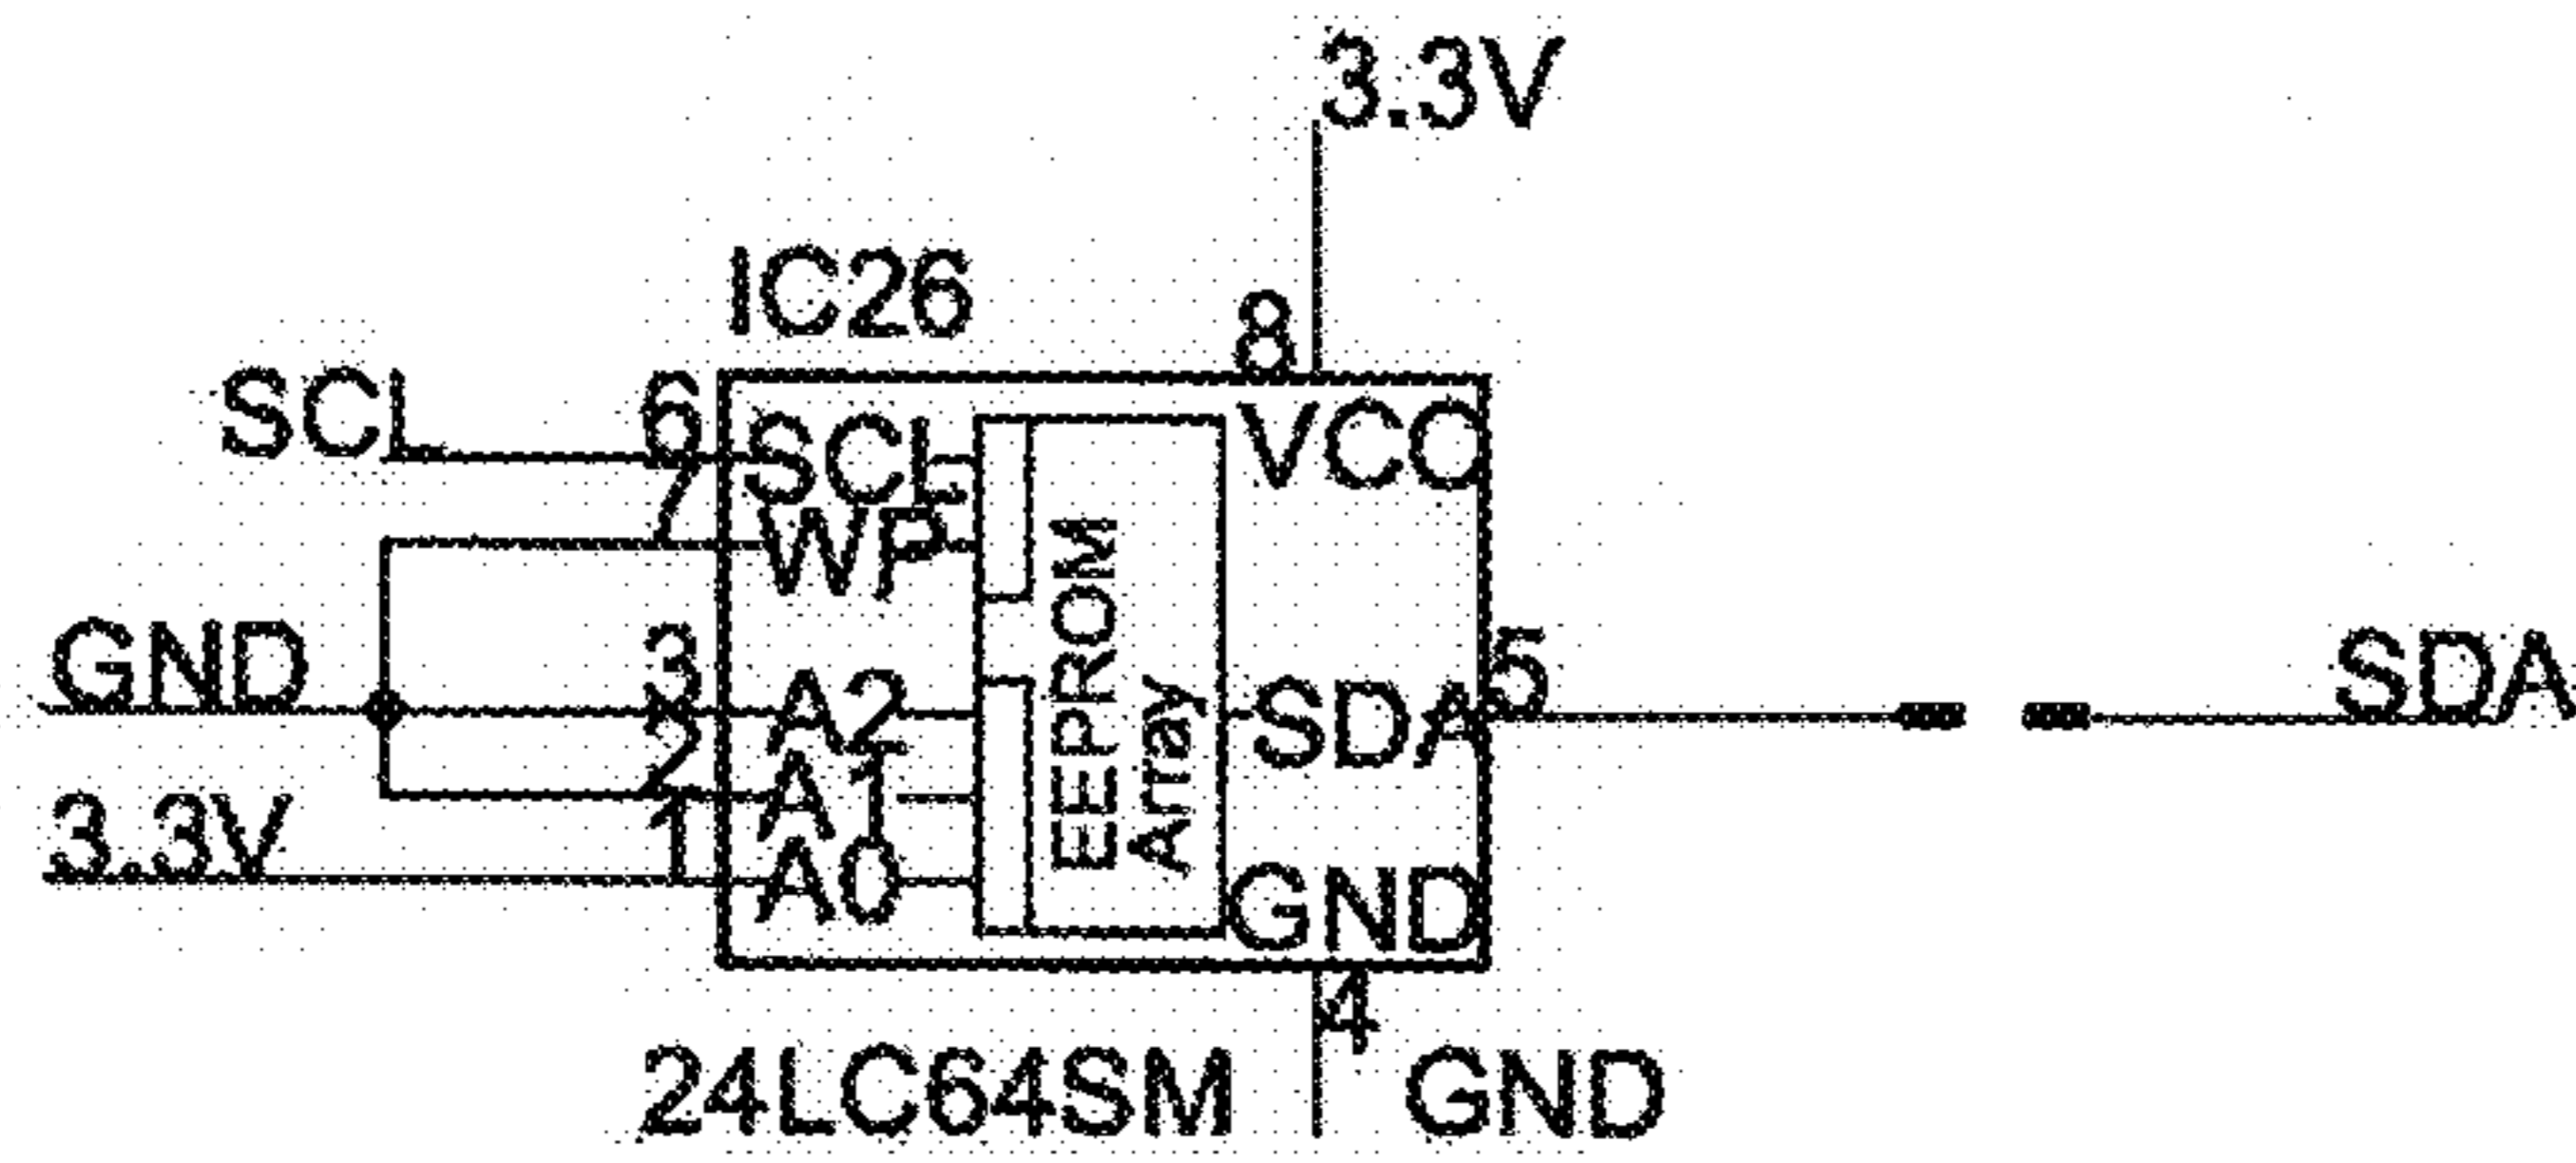 3.3V
IC26
8
SCL 6 SCL VCC
7 WP
EEPROM
Array
GND 3 A2 SDA 5 SDA
2 A1
3.3V 1 A0 GND
4
24LC64SM GND